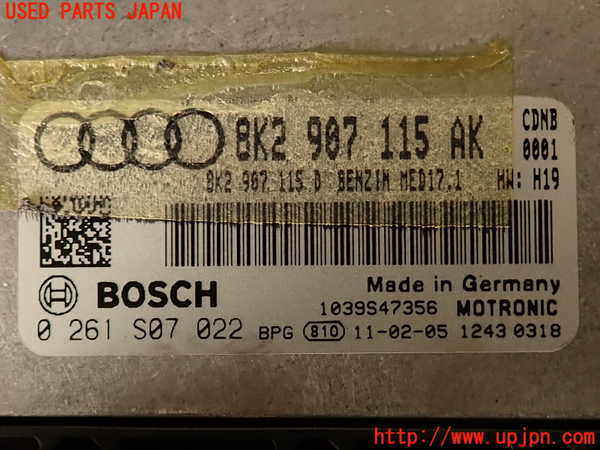 USED PARTS JAPAN
8K2 907 115 AK
CDNB
0001
8K2 907 115 D BENZIN MED17.1 HW: H19
BOSCH
Made in Germany
1039S47356 MOTRONIC
0 261 S07 022 BPG 810 11-02-05 1243 0318
http://www.upjpn.com/